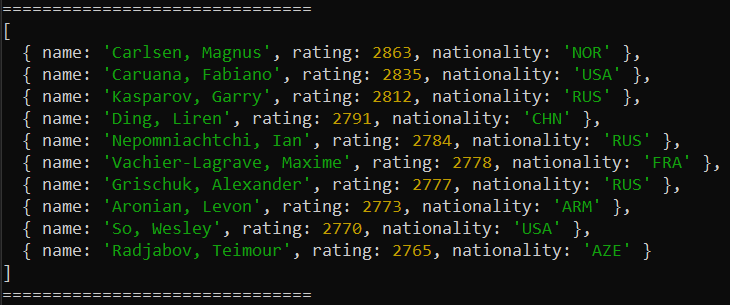 ===============================
[
  { name: 'Carlsen, Magnus', rating: 2863, nationality: 'NOR' },
  { name: 'Caruana, Fabiano', rating: 2835, nationality: 'USA' },
  { name: 'Kasparov, Garry', rating: 2812, nationality: 'RUS' },
  { name: 'Ding, Liren', rating: 2791, nationality: 'CHN' },
  { name: 'Nepomniachtchi, Ian', rating: 2784, nationality: 'RUS' },
  { name: 'Vachier-Lagrave, Maxime', rating: 2778, nationality: 'FRA' },
  { name: 'Grischuk, Alexander', rating: 2777, nationality: 'RUS' },
  { name: 'Aronian, Levon', rating: 2773, nationality: 'ARM' },
  { name: 'So, Wesley', rating: 2770, nationality: 'USA' },
  { name: 'Radjabov, Teimour', rating: 2765, nationality: 'AZE' }
]
===============================